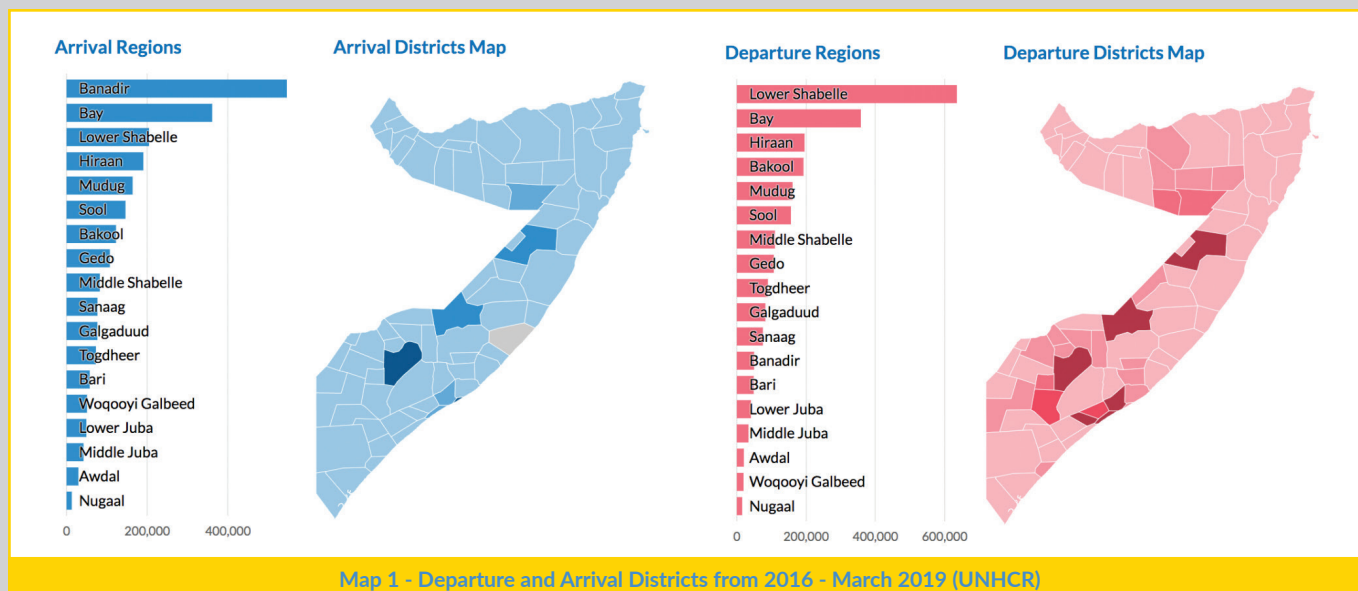 Arrival Regions
Arrival Districts Map
Banadir
Bay
Lower Shabelle
Hiraan
Mudug
Sool
Bakool
Gedo
Middle Shabelle
Sanaag
Galgaduud
Togdheer
Bari
Woqooyi Galbeed
Lower Juba
Middle Juba
Awdal
Nugaal
0 200,000 400,000
Departure Regions
Departure Districts Map
Lower Shabelle
Bay
Hiraan
Bakool
Mudug
Sool
Middle Shabelle
Gedo
Togdheer
Galgaduud
Sanaag
Banadir
Bari
Lower Juba
Middle Juba
Awdal
Woqooyi Galbeed
Nugaal
0 200,000 400,000 600,000
Map 1 - Departure and Arrival Districts from 2016 - March 2019 (UNHCR)